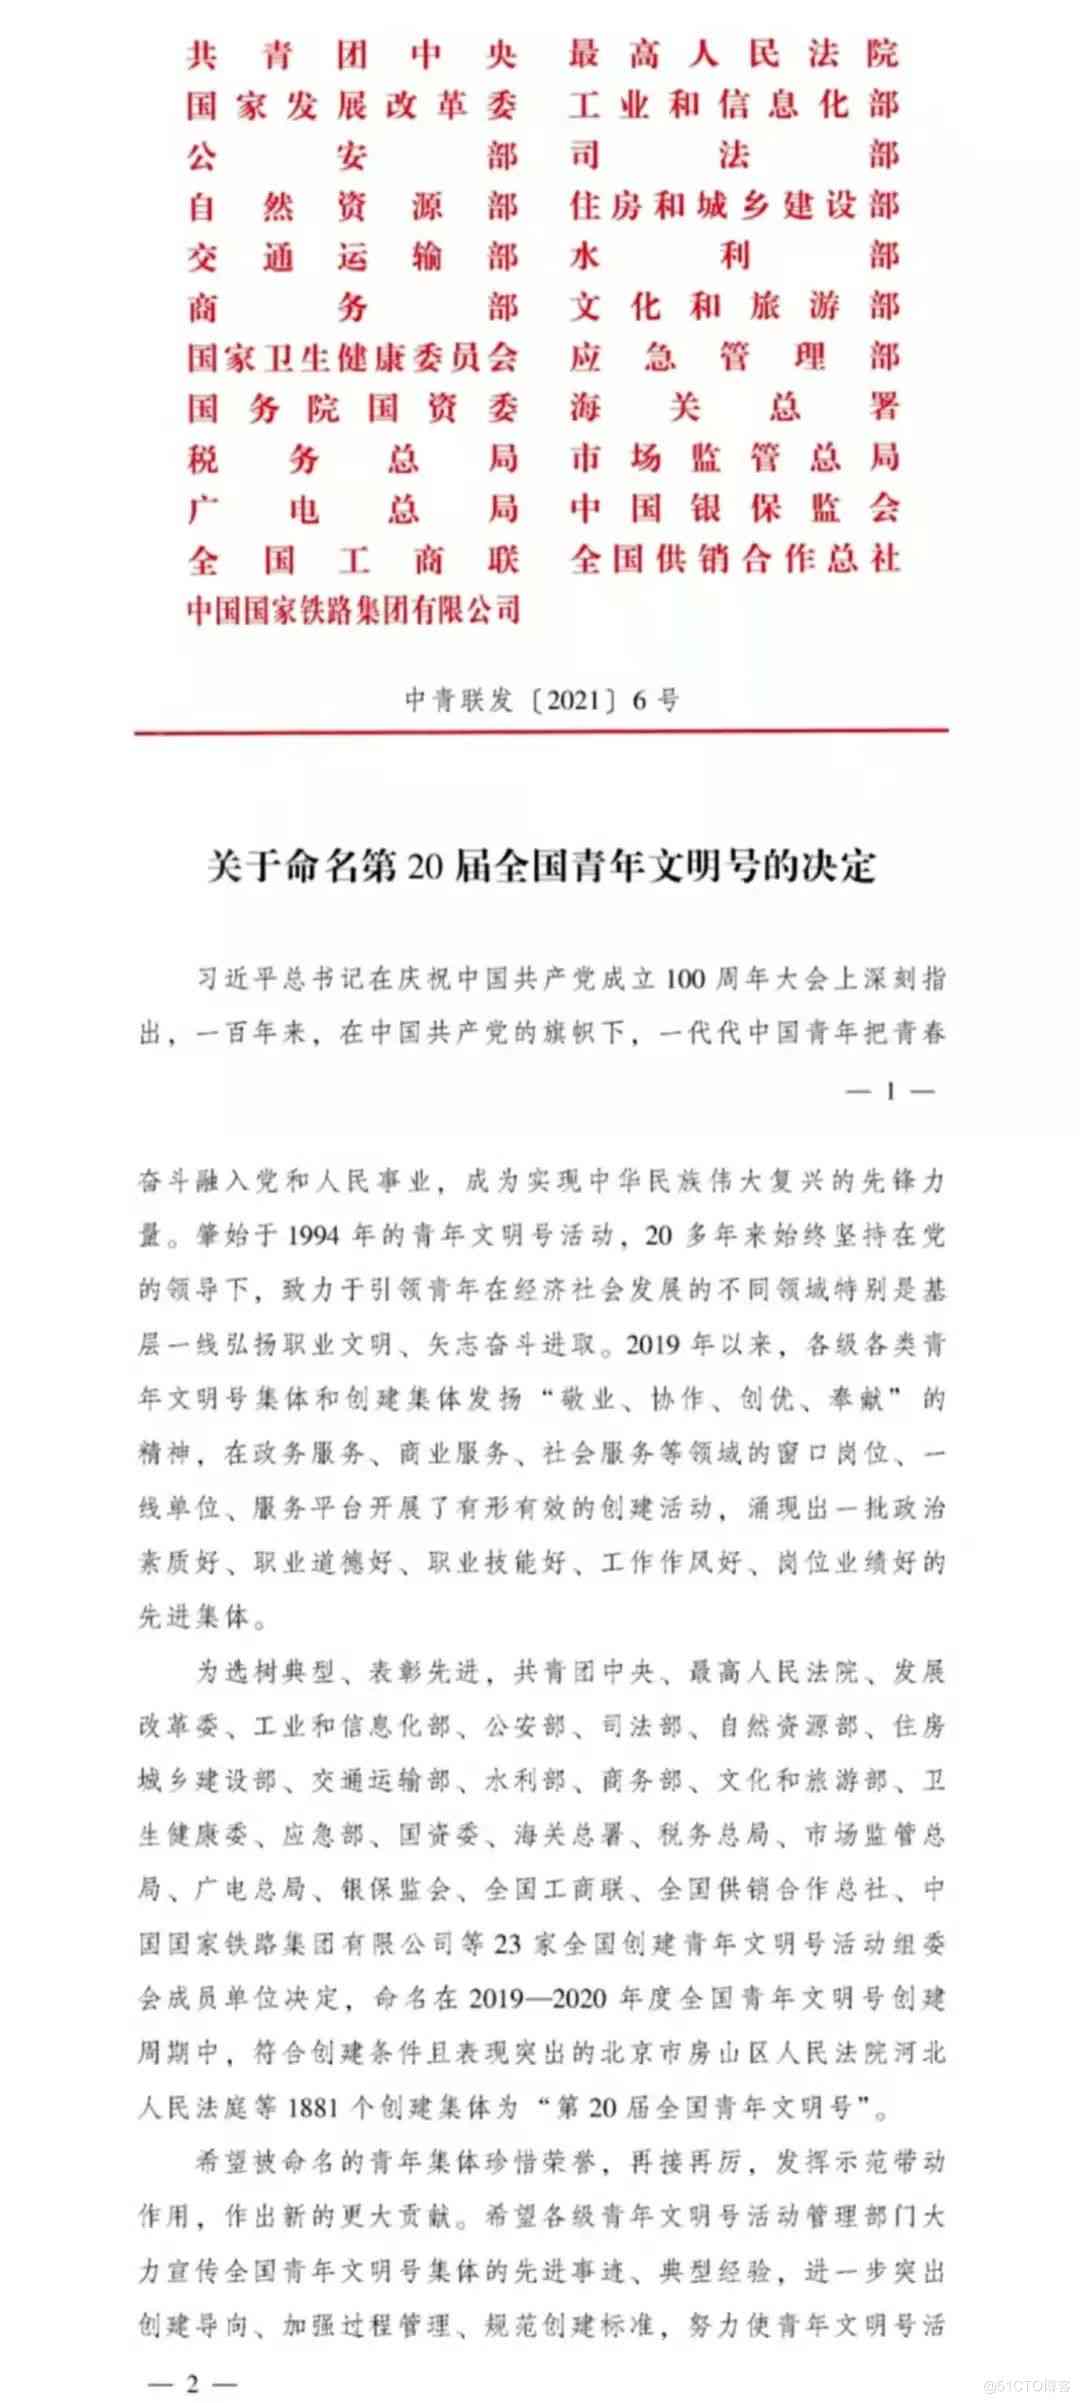 共青团中央 最高人民法院
国家发展改革委 工业和信息化部
公安部 司法部
自然资源部 住房和城乡建设部
交通运输部 水利部
商务部 文化和旅游部
国家卫生健康委员会 应急管理部
国务院国资委 海关总署
税务总局 市场监管总局
广电总局 中国银保监会
全国工商联 全国供销合作总社
中国国家铁路集团有限公司
中青联发〔2021〕6号
关于命名第20届全国青年文明号的决定
习近平总书记在庆祝中国共产党成立100周年大会上深刻指
出，一百年来，在中国共产党的旗帜下，一代代中国青年把青春
— 1 —
奋斗融入党和人民事业，成为实现中华民族伟大复兴的先锋力
量。肇始于1994年的青年文明号活动，20多年来始终坚持在党
的领导下，致力于引领青年在经济社会发展的不同领域特别是基
层一线弘扬职业文明、矢志奋斗进取。2019年以来，各级各类青
年文明号集体和创建集体发扬“敬业、协作、创优、奉献”的
精神，在政务服务、商业服务、社会服务等领域的窗口岗位、一
线单位、服务平台开展了有形有效的创建活动，涌现出一批政治
素质好、职业道德好、职业技能好、工作作风好、岗位业绩好的
先进集体。
为选树典型、表彰先进，共青团中央、最高人民法院、发展
改革委、工业和信息化部、公安部、司法部、自然资源部、住房
城乡建设部、交通运输部、水利部、商务部、文化和旅游部、卫
生健康委、应急部、国资委、海关总署、税务总局、市场监管总
局、广电总局、银保监会、全国工商联、全国供销合作总社、中
国国家铁路集团有限公司等23家全国创建青年文明号活动组委
会成员单位决定，命名在2019—2020年度全国青年文明号创建
周期中，符合创建条件且表现突出的北京市房山区人民法院河北
人民法庭等1881个创建集体为“第20届全国青年文明号”。
希望被命名的青年集体珍惜荣誉，再接再厉，发挥示范带动
作用，作出新的更大贡献。希望各级青年文明号活动管理部门大
力宣传全国青年文明号集体的先进事迹、典型经验，进一步突出
创建导向、加强过程管理、规范创建标准，努力使青年文明号活
— 2 —
@51CTO博客